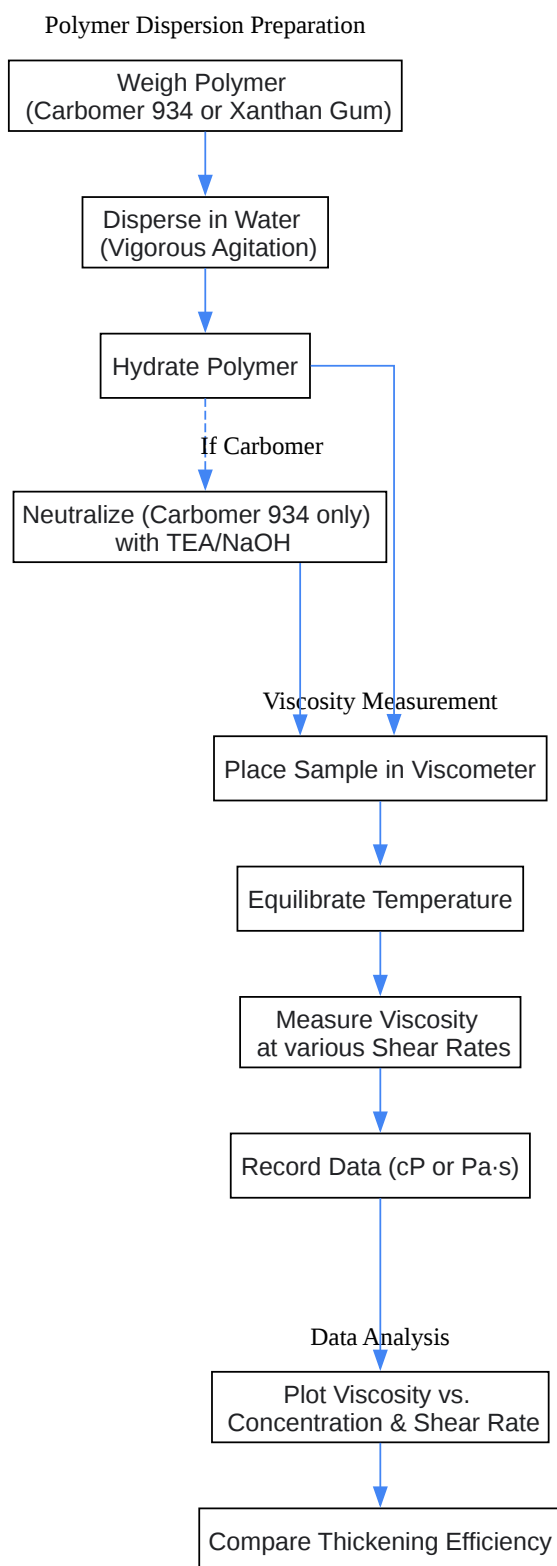 Polymer Dispersion Preparation
Weigh Polymer
(Carbomer 934 or Xanthan Gum)
Disperse in Water
(Vigorous Agitation)
Hydrate Polymer
If Carbomer
Neutralize (Carbomer 934 only)
with TEA/NaOH
Viscosity Measurement
Place Sample in Viscometer
Equilibrate Temperature
Measure Viscosity
at various Shear Rates
Record Data (cP or Pa·s)
Data Analysis
Plot Viscosity vs.
Concentration & Shear Rate
Compare Thickening Efficiency